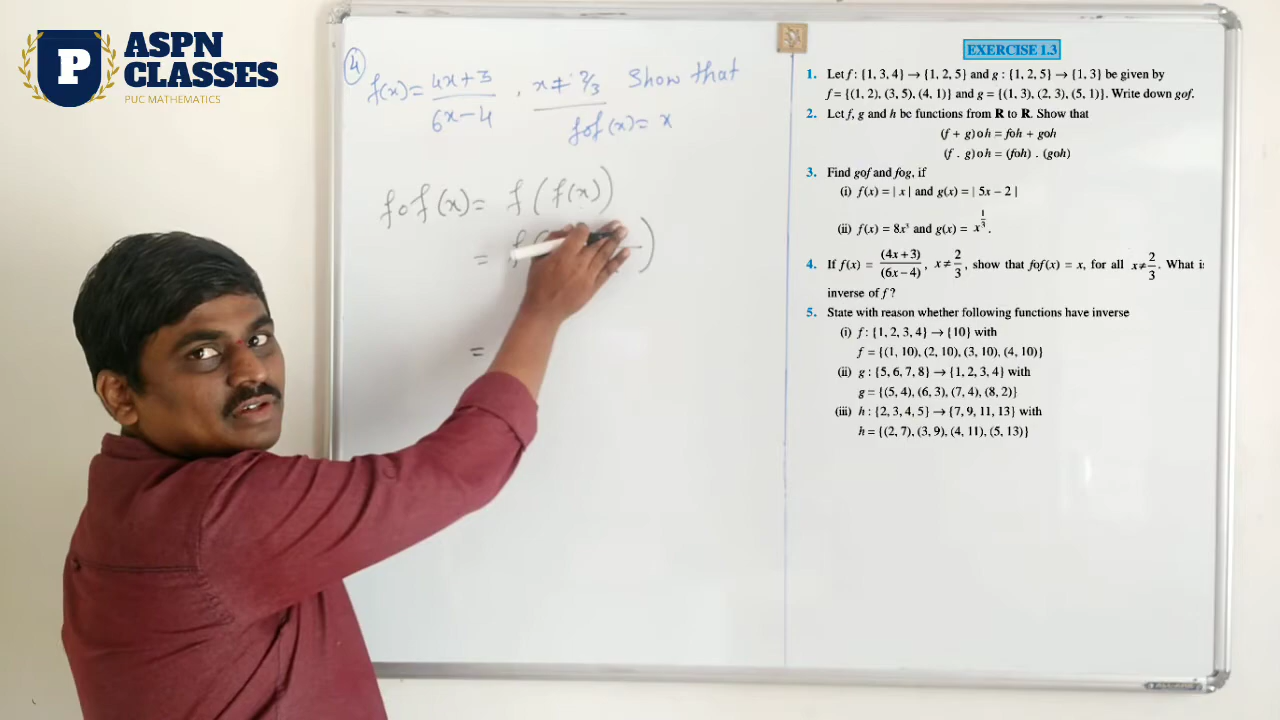 P
ASPN
CLASSES
PUC MATHEMATICS
4
f(x) = 4x+3 / 6x-4 , x ≠ 2/3 Show that
fof(x) = x
fof(x) = f(f(x))
= f( )
=
EXERCISE 1.3
1. Let f : {1, 3, 4} → {1, 2, 5} and g : {1, 2, 5} → {1, 3} be given by
f = {(1, 2), (3, 5), (4, 1)} and g = {(1, 3), (2, 3), (5, 1)}. Write down gof.
2. Let f, g and h be functions from R to R. Show that
(f + g) o h = foh + goh
(f . g) o h = (foh) . (goh)
3. Find gof and fog, if
(i) f(x) = | x | and g(x) = | 5x – 2 |
(ii) f(x) = 8x³ and g(x) = x^(1/3).
4. If f(x) = (4x+3)/(6x–4), x ≠ 2/3, show that fof(x) = x, for all x ≠ 2/3. What i
inverse of f ?
5. State with reason whether following functions have inverse
(i) f : {1, 2, 3, 4} → {10} with
f = {(1, 10), (2, 10), (3, 10), (4, 10)}
(ii) g : {5, 6, 7, 8} → {1, 2, 3, 4} with
g = {(5, 4), (6, 3), (7, 4), (8, 2)}
(iii) h : {2, 3, 4, 5} → {7, 9, 11, 13} with
h = {(2, 7), (3, 9), (4, 11), (5, 13)}